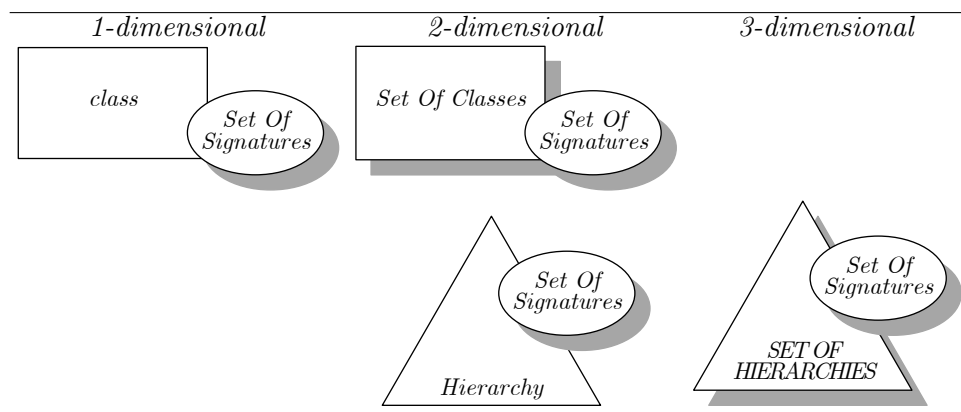 1-dimensional
2-dimensional
3-dimensional
class
Set Of
Signatures
Set Of Classes
Set Of
Signatures
Set Of
Signatures
Hierarchy
Set Of
Signatures
SET OF
HIERARCHIES